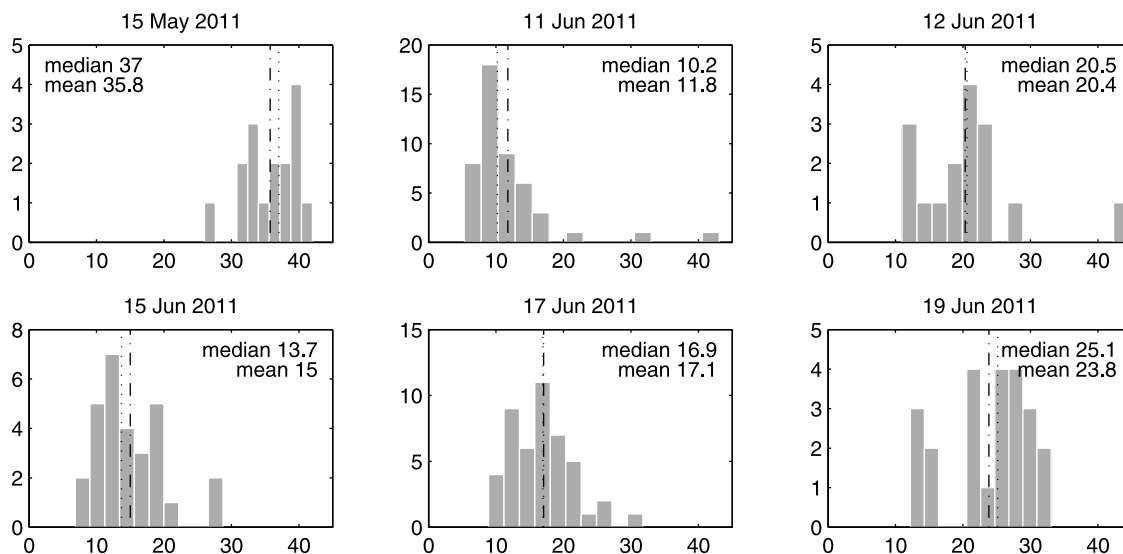 15 May 2011
5
4
3
2
1
0
median 37
mean 35.8
0 10 20 30 40
11 Jun 2011
20
15
10
5
0
median 10.2
mean 11.8
0 10 20 30 40
12 Jun 2011
5
4
3
2
1
0
median 20.5
mean 20.4
0 10 20 30 40
15 Jun 2011
8
6
4
2
0
median 13.7
mean 15
0 10 20 30 40
17 Jun 2011
15
10
5
0
median 16.9
mean 17.1
0 10 20 30 40
19 Jun 2011
5
4
3
2
1
0
median 25.1
mean 23.8
0 10 20 30 40